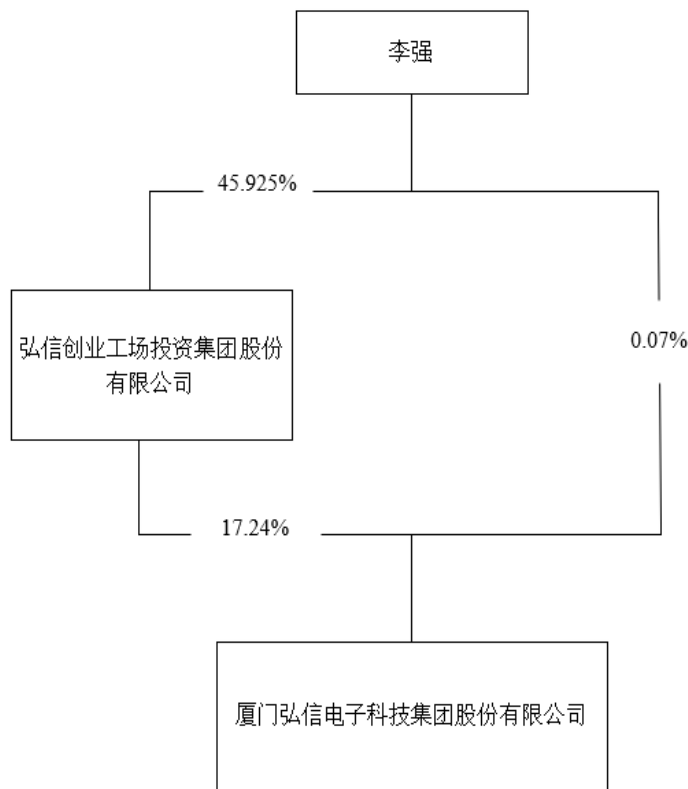 李强
45.925%
弘信创业工场投资集团股份
有限公司
0.07%
17.24%
厦门弘信电子科技集团股份有限公司